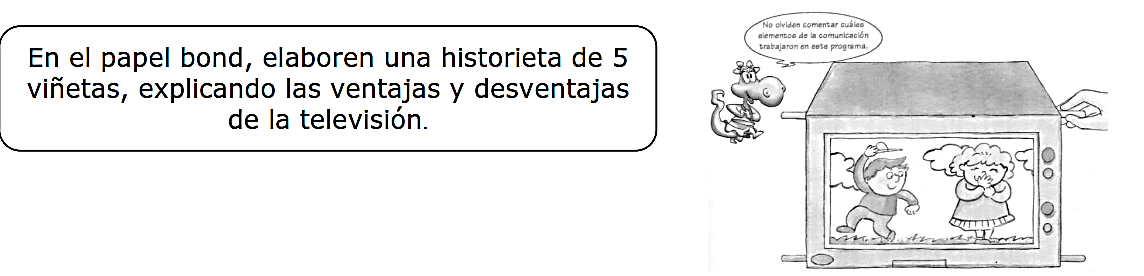 En el papel bond, elaboren una historieta de 5
viñetas, explicando las ventajas y desventajas
de la televisión.
No olviden comentar cuáles
elementos de la comunicación
trabajaron en este programa.